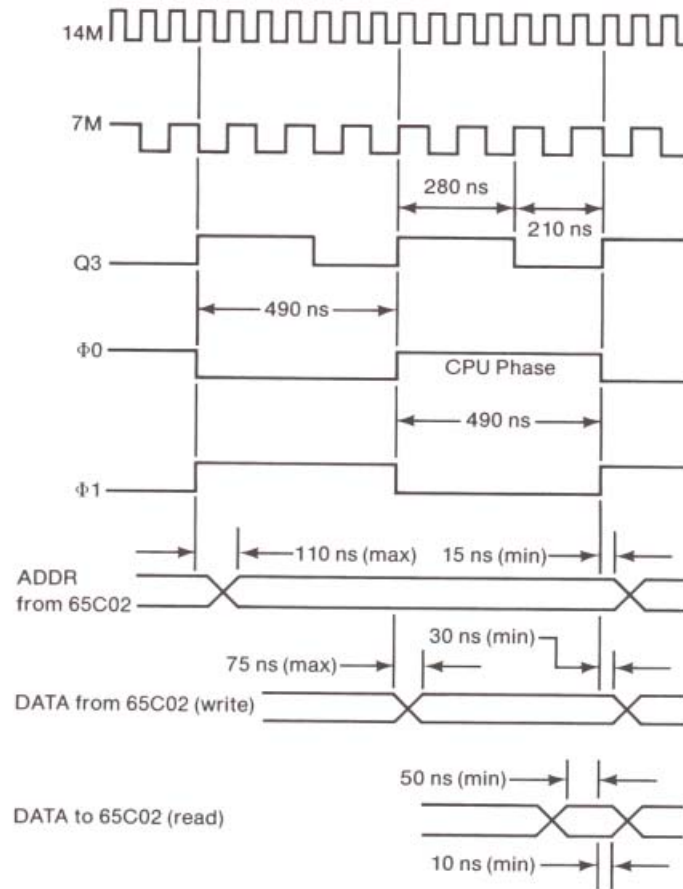 14M
7M
280 ns
210 ns
Q3
490 ns
Φ0
CPU Phase
490 ns
Φ1
110 ns (max)
15 ns (min)
ADDR
from 65C02
30 ns (min)
75 ns (max)
DATA from 65C02 (write)
50 ns (min)
DATA to 65C02 (read)
10 ns (min)